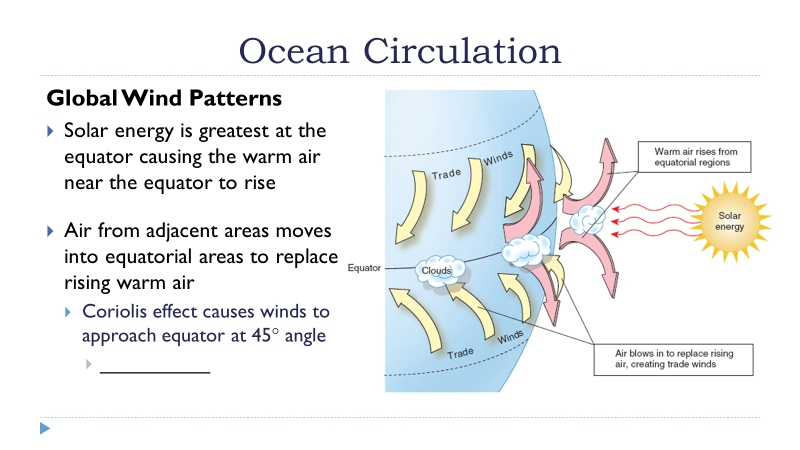 Ocean Circulation
Global Wind Patterns
Solar energy is greatest at the
equator causing the warm air
near the equator to rise
Air from adjacent areas moves
into equatorial areas to replace
rising warm air
Coriolis effect causes winds to
approach equator at 45° angle
____________
Trade Winds
Warm air rises from
equatorial regions
Solar
energy
Equator
Clouds
Trade Winds
Air blows in to replace rising
air, creating trade winds